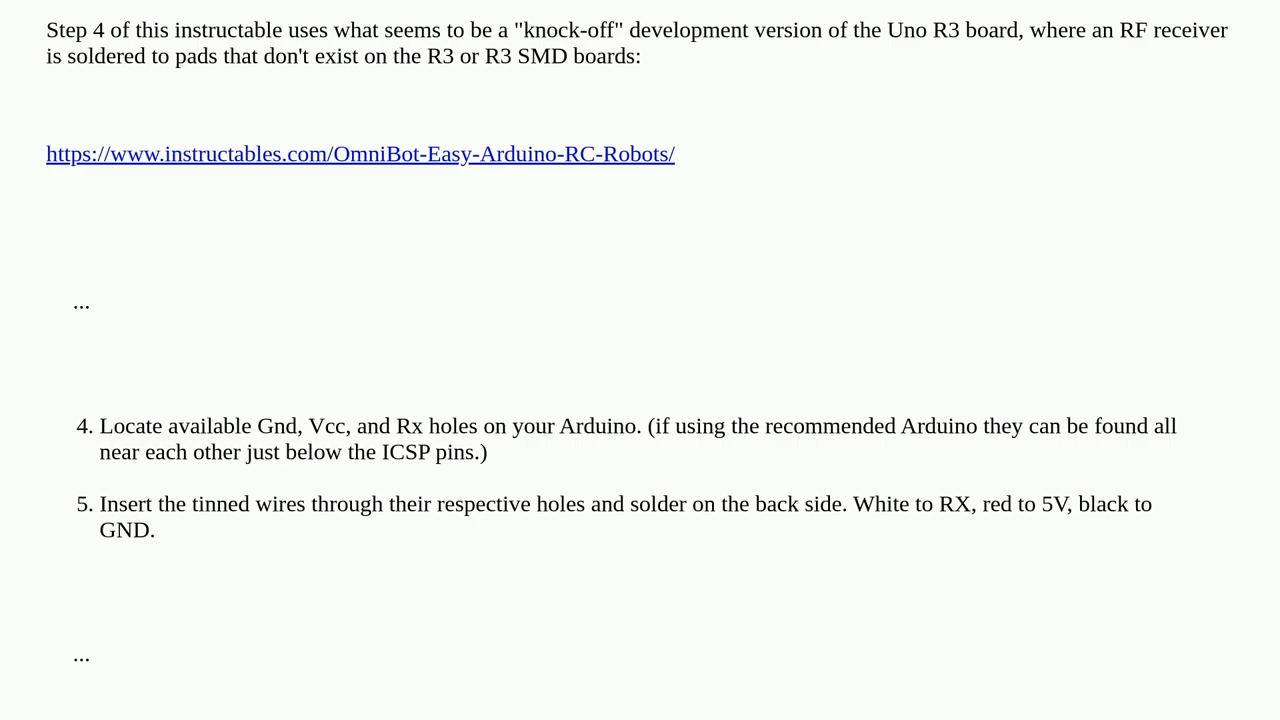 Step 4 of this instructable uses what seems to be a "knock-off" development version of the Uno R3 board, where an RF receiver
is soldered to pads that don't exist on the R3 or R3 SMD boards:
https://www.instructables.com/OmniBot-Easy-Arduino-RC-Robots/
...
4. Locate available Gnd, Vcc, and Rx holes on your Arduino. (if using the recommended Arduino they can be found all
near each other just below the ICSP pins.)
5. Insert the tinned wires through their respective holes and solder on the back side. White to RX, red to 5V, black to
GND.
...